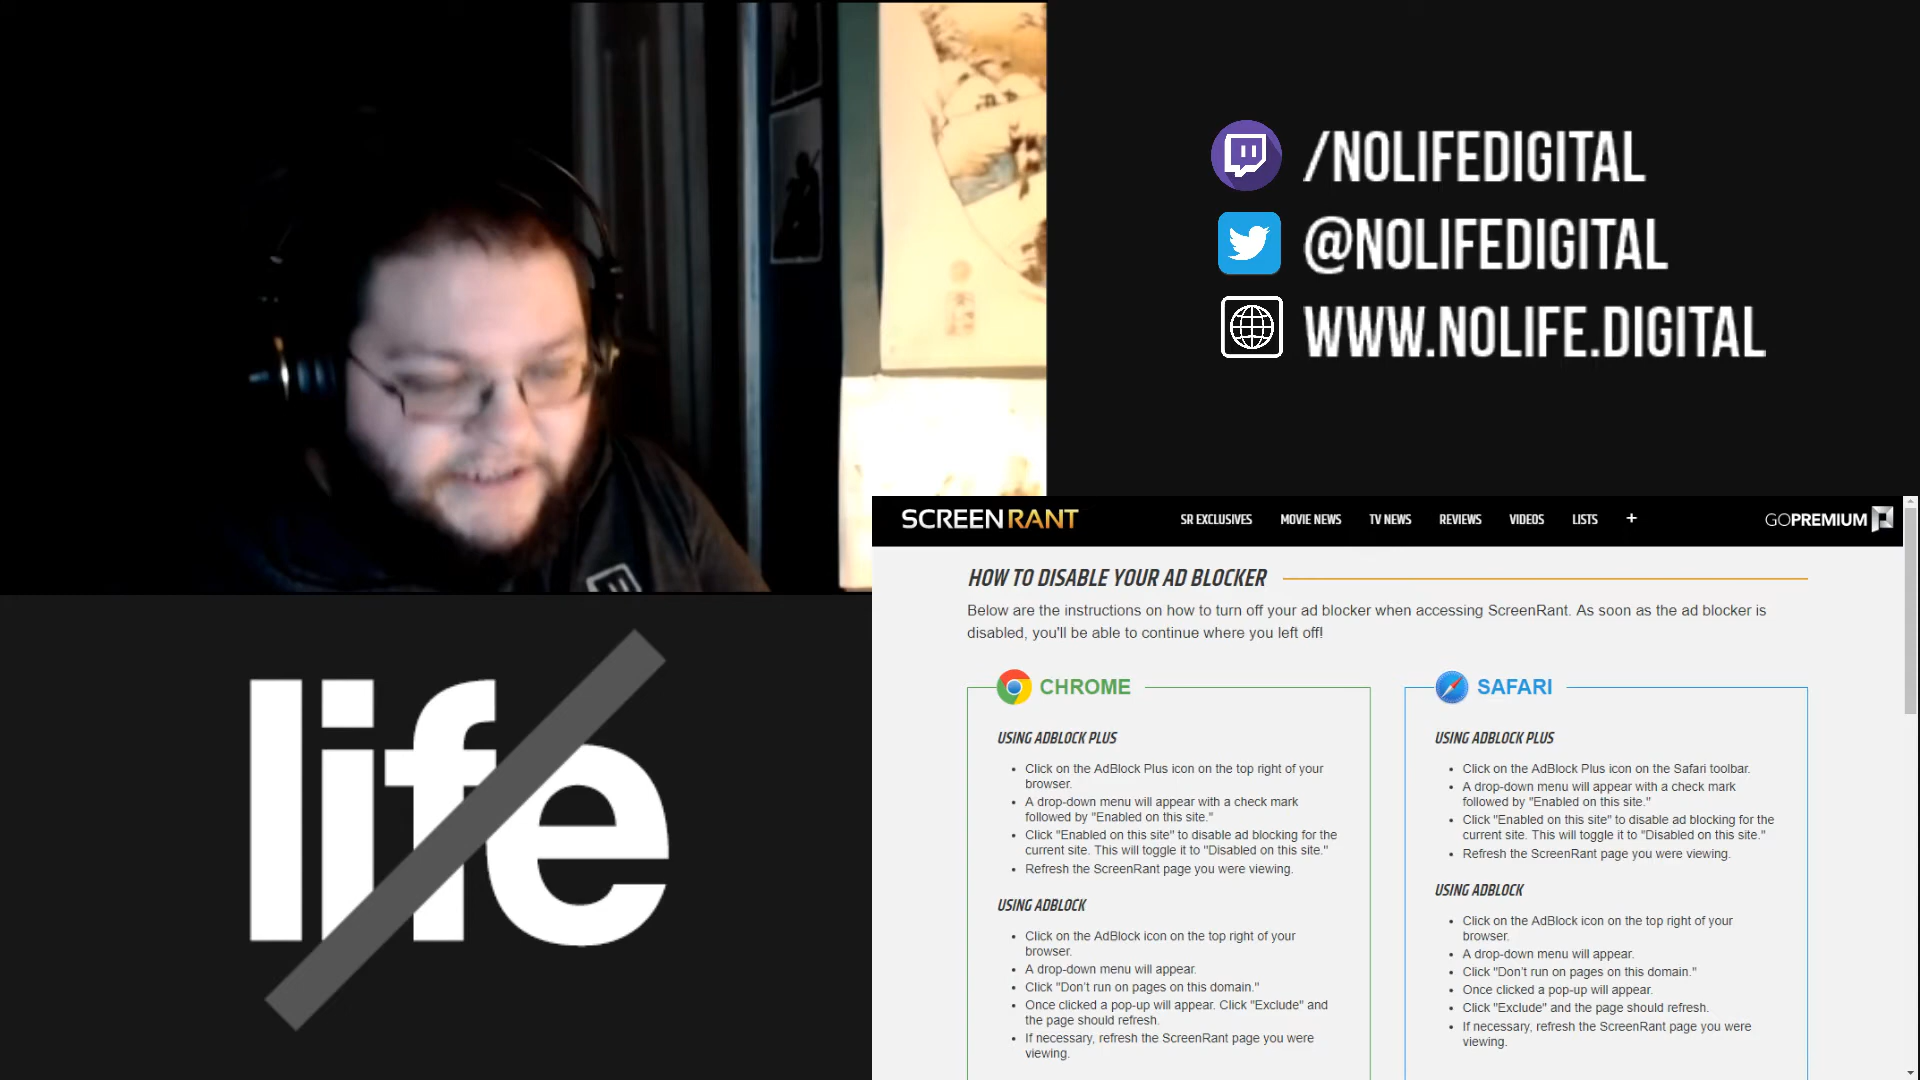 /NOLIFEDIGITAL
@NOLIFEDIGITAL
WWW.NOLIFE.DIGITAL
life
SCREENRANT
SR EXCLUSIVES MOVIE NEWS TV NEWS REVIEWS VIDEOS LISTS +
GOPREMIUM
HOW TO DISABLE YOUR AD BLOCKER
Below are the instructions on how to turn off your ad blocker when accessing ScreenRant. As soon as the ad blocker is
disabled, you'll be able to continue where you left off!
CHROME
USING ADBLOCK PLUS
• Click on the AdBlock Plus icon on the top right of your
browser.
• A drop-down menu will appear with a check mark
followed by "Enabled on this site."
• Click "Enabled on this site" to disable ad blocking for the
current site. This will toggle it to "Disabled on this site."
• Refresh the ScreenRant page you were viewing.
USING ADBLOCK
• Click on the AdBlock icon on the top right of your
browser.
• A drop-down menu will appear.
• Click "Don't run on pages on this domain."
• Once clicked a pop-up will appear. Click "Exclude" and
the page should refresh.
• If necessary, refresh the ScreenRant page you were
viewing.
SAFARI
USING ADBLOCK PLUS
• Click on the AdBlock Plus icon on the Safari toolbar.
• A drop-down menu will appear with a check mark
followed by "Enabled on this site."
• Click "Enabled on this site" to disable ad blocking for the
current site. This will toggle it to "Disabled on this site."
• Refresh the ScreenRant page you were viewing.
USING ADBLOCK
• Click on the AdBlock icon on the top right of your
browser.
• A drop-down menu will appear.
• Click "Don't run on pages on this domain."
• Once clicked a pop-up will appear.
• Click "Exclude" and the page should refresh.
• If necessary, refresh the ScreenRant page you were
viewing.